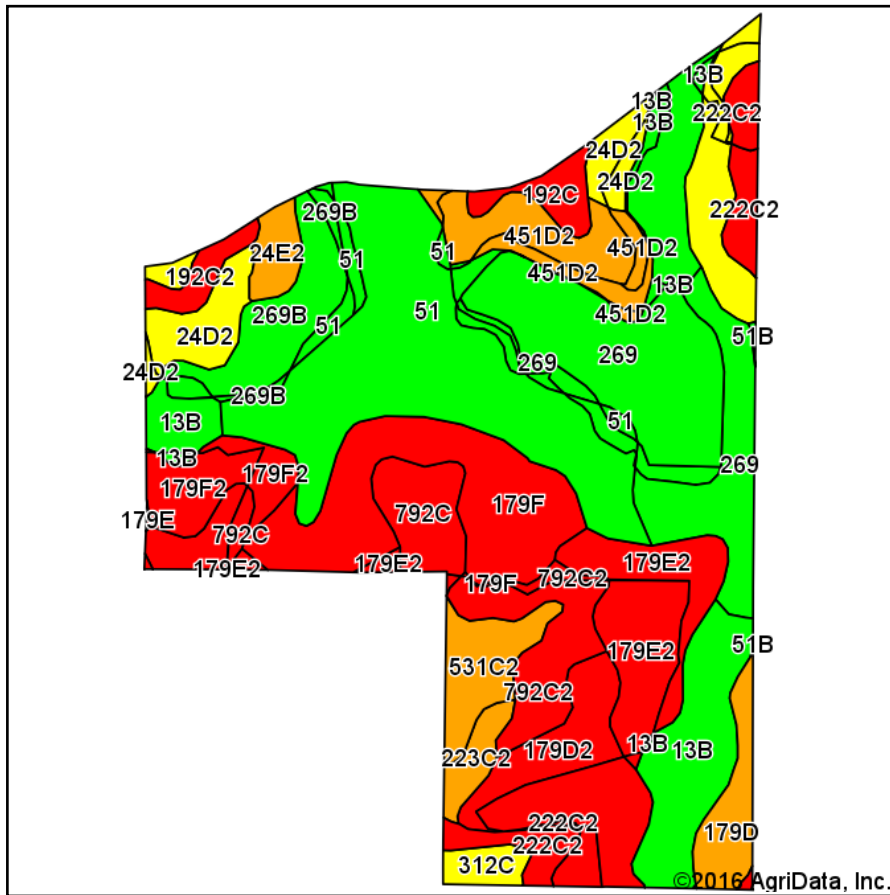 13B
13B
13B
222C2
24D2
24D2
192C
222C2
269B
451D2
451D2
24E2
51
51
192C2
451D2
13B
269B
51
51
451D2
24D2
51B
269
269
24D2
269B
51
13B
13B
269
179F2
179F2
792C
179F
179E
792C
179E2
179E2
179E2
179F
792C2
51B
179E2
531C2
792C2
13B
13B
179D2
223C2
222C2
179D
222C2
312C
©2016 AgriData, Inc.